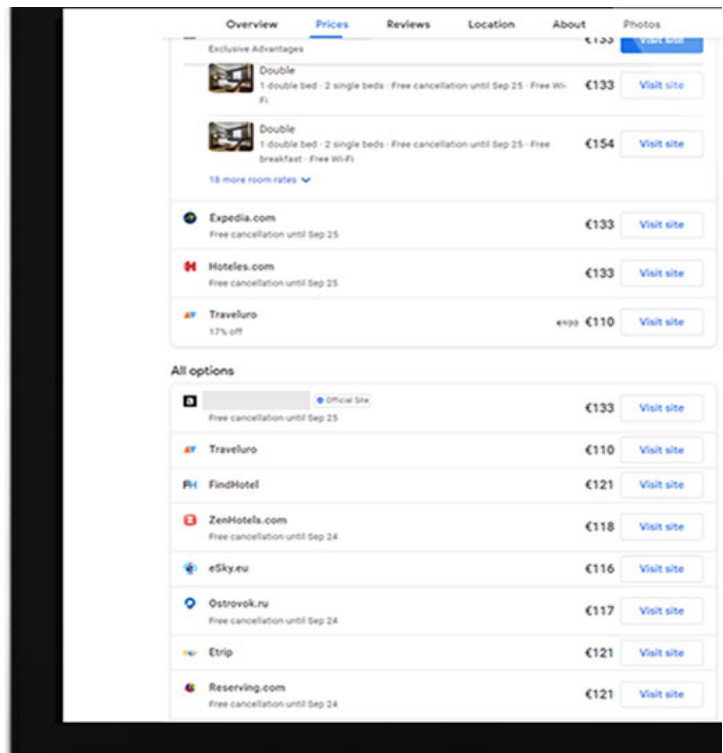 Overview Prices Reviews Location About Photos
Exclusive Advantages
€133 Visit site
Double
1 double bed · 2 single beds · Free cancellation until Sep 25 · Free Wi-
Fi
€133 Visit site
Double
1 double bed · 2 single beds · Free cancellation until Sep 25 · Free
breakfast · Free Wi-Fi
€154 Visit site
18 more room rates
Expedia.com
Free cancellation until Sep 25
€133 Visit site
Hoteles.com
Free cancellation until Sep 25
€133 Visit site
Traveluro
17% off
€110 Visit site
All options
a
Official Site
Free cancellation until Sep 25
€133 Visit site
Traveluro €110 Visit site
FH FindHotel €121 Visit site
ZenHotels.com
Free cancellation until Sep 24
€118 Visit site
eSky.eu €116 Visit site
Ostrovok.ru
Free cancellation until Sep 24
€117 Visit site
Etrip €121 Visit site
Reserving.com
Free cancellation until Sep 24
€121 Visit site